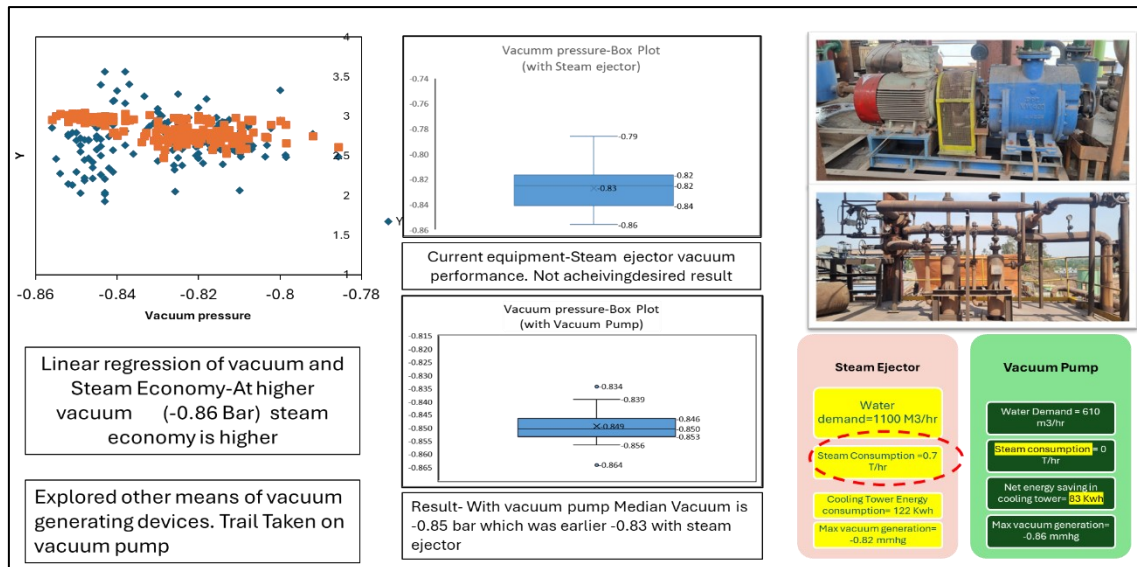 4
3.5
3
2.5
2
1.5
1
Y
-0.86
-0.84
-0.82
-0.8
-0.78
Vacuum pressure
Y
Linear regression of vacuum and
Steam Economy-At higher
vacuum (-0.86 Bar) steam
economy is higher
Explored other means of vacuum
generating devices. Trail Taken on
vacuum pump
Vacumm pressure-Box Plot
(with Steam ejector)
-0.74
-0.76
-0.78
-0.80
-0.82
-0.84
-0.86
-0.79
-0.82
-0.83
-0.82
-0.84
-0.86
Current equipment-Steam ejector vacuum
performance. Not acheivingdesired result
Vacuum pressure-Box Plot
(with Vacuum Pump)
-0.815
-0.820
-0.825
-0.830
-0.835
-0.840
-0.845
-0.850
-0.855
-0.860
-0.865
-0.834
-0.839
-0.846
-0.849
-0.850
-0.853
-0.856
-0.864
Result- With vacuum pump Median Vacuum is
-0.85 bar which was earlier -0.83 with steam
ejector
Steam Ejector
Water
demand=1100 M3/hr
Steam Consumption =0.7
T/hr
Cooling Tower Energy
consumption= 122 Kwh
Max vacuum generation=
-0.82 mmhg
Vacuum Pump
Water Demand = 610
m3/hr
Steam consumption = 0
T/hr
Net energy saving in
cooling tower= 83 Kwh
Max vacuum generation=
-0.86 mmhg